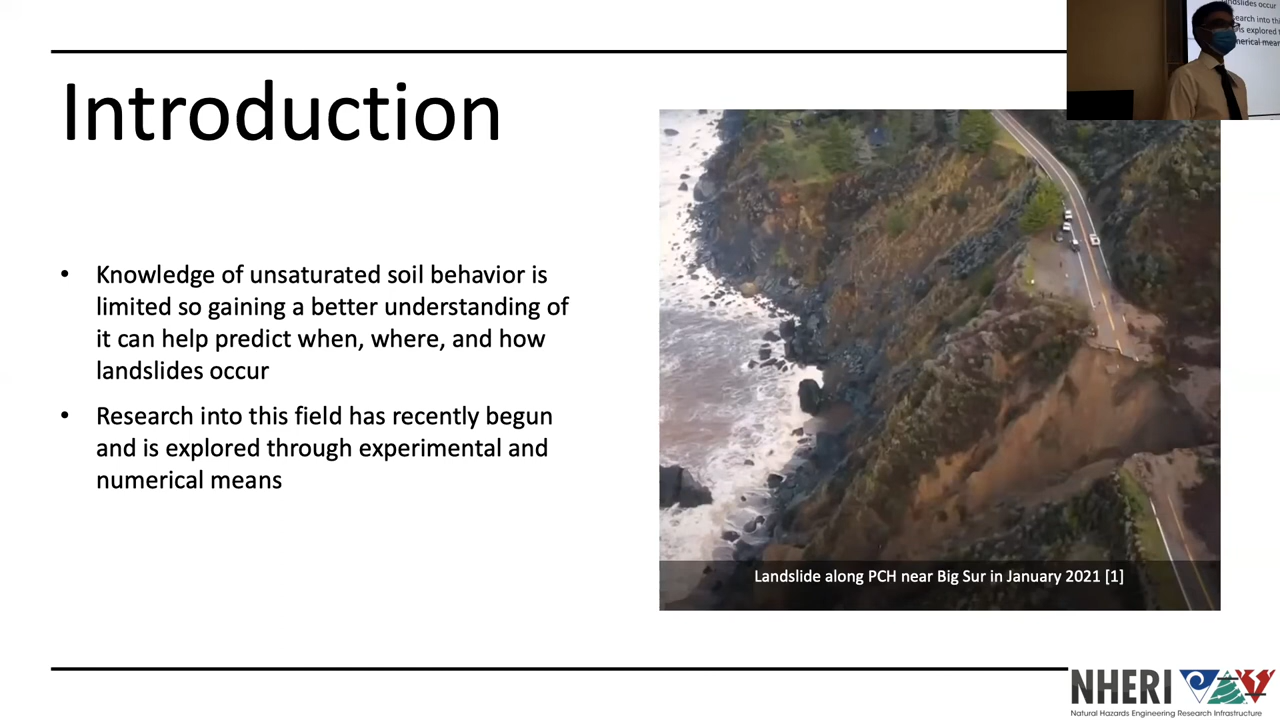 Introduction
• Knowledge of unsaturated soil behavior is
limited so gaining a better understanding of
it can help predict when, where, and how
landslides occur
• Research into this field has recently begun
and is explored through experimental and
numerical means
Landslide along PCH near Big Sur in January 2021 [1]
landslides occur
NHERI
Natural Hazards Engineering Research Infrastructure